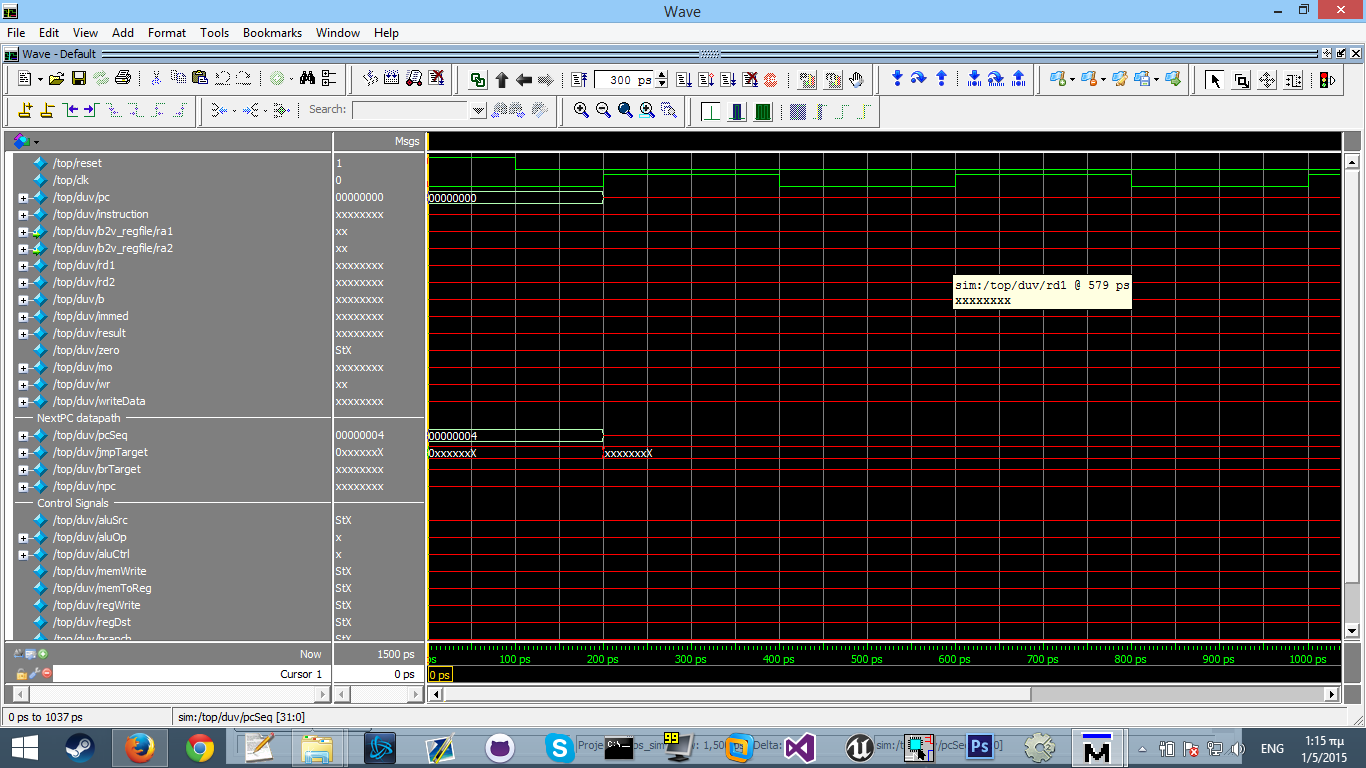 Wave
File Edit View Add Format Tools Bookmarks Window Help
Wave - Default
300 ps
Search:
Msgs
/top/reset 1
/top/clk 0
/top/duv/pc 00000000 00000000
/top/duv/instruction xxxxxxxx
/top/duv/b2v_regfile/ra1 xx
/top/duv/b2v_regfile/ra2 xx
/top/duv/rd1 xxxxxxxx
/top/duv/rd2 xxxxxxxx
sim:/top/duv/rd1 @ 579 ps
xxxxxxxx
/top/duv/b xxxxxxxx
/top/duv/immed xxxxxxxx
/top/duv/result xxxxxxxx
/top/duv/zero StX
/top/duv/mo xxxxxxxx
/top/duv/wr xx
/top/duv/writeData xxxxxxxx
NextPC datapath
/top/duv/pcSeq 00000004 00000004
/top/duv/jmpTarget 0xxxxxxX 0xxxxxxX xxxxxxxX
/top/duv/brTarget xxxxxxxx
/top/duv/npc xxxxxxxx
Control Signals
/top/duv/aluSrc StX
/top/duv/aluOp x
/top/duv/aluCtrl x
/top/duv/memWrite StX
/top/duv/memToReg StX
/top/duv/regWrite StX
/top/duv/regDst StX
/top/duv/branch StX
Now 1500 ps ps 100 ps 200 ps 300 ps 400 ps 500 ps 600 ps 700 ps 800 ps 900 ps 1000 ps
Cursor 1 0 ps 0 ps
0 ps to 1037 ps sim:/top/duv/pcSeq [31:0]
99
Delta:
ENG
1:15 πμ
1/5/2015